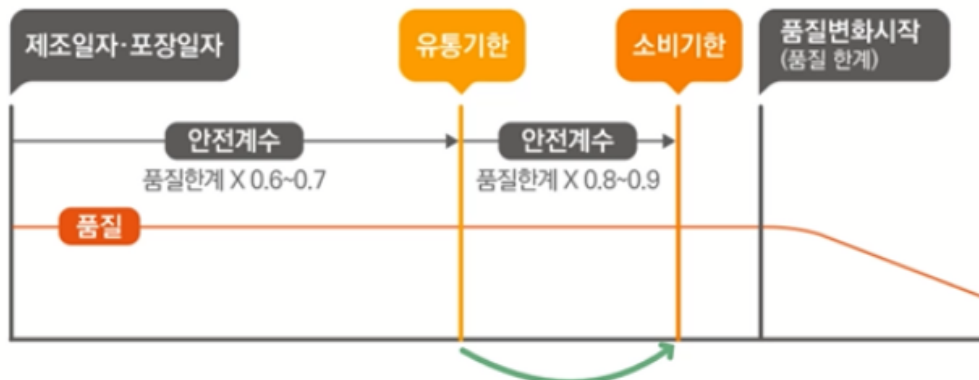 제조일자·포장일자
유통기한
소비기한
품질변화시작
(품질 한계)
안전계수
안전계수
품질한계 X 0.6~0.7
품질한계 X 0.8~0.9
품질